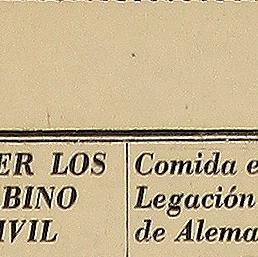 ER LOS
BINO
IVIL
Comida e
Legación
de Alema